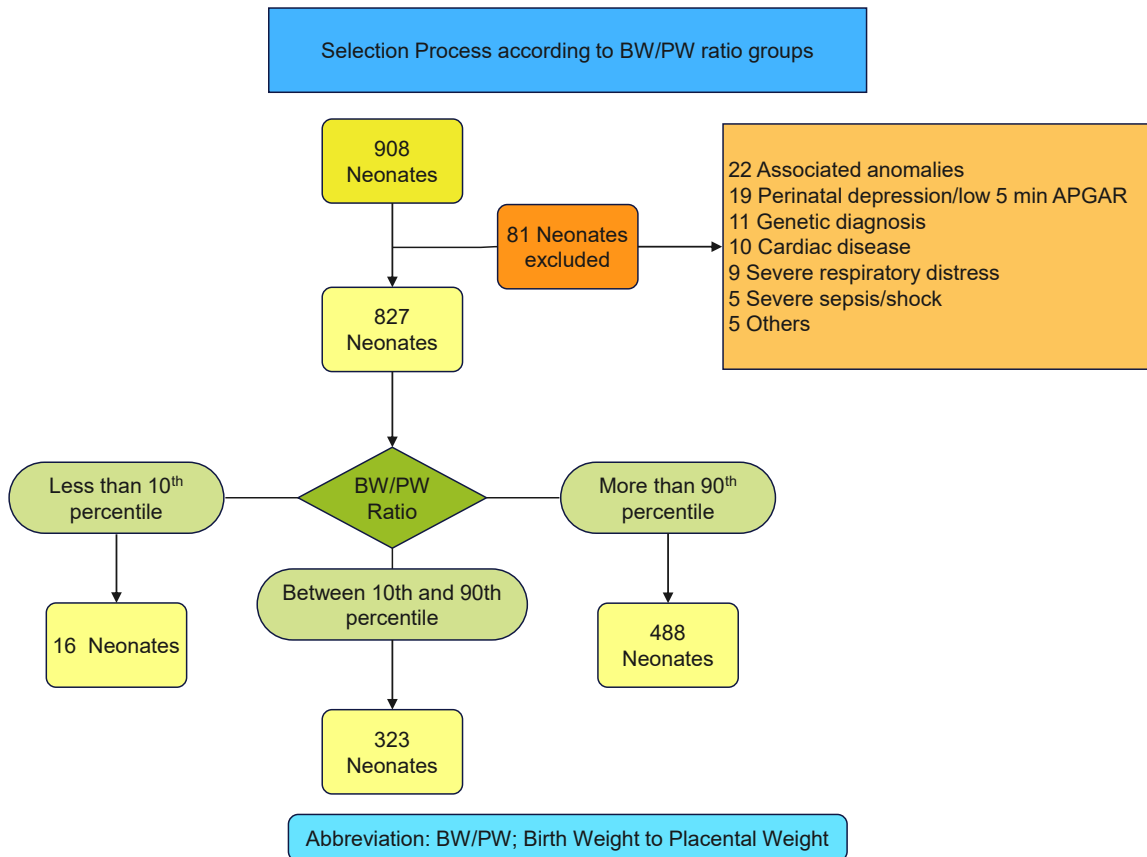 Selection Process according to BW/PW ratio groups
908
Neonates
81 Neonates
excluded
22 Associated anomalies
19 Perinatal depression/low 5 min APGAR
11 Genetic diagnosis
10 Cardiac disease
9 Severe respiratory distress
5 Severe sepsis/shock
5 Others
827
Neonates
Less than 10th
percentile
BW/PW
Ratio
More than 90th
percentile
Between 10th and 90th
percentile
16 Neonates
488
Neonates
323
Neonates
Abbreviation: BW/PW; Birth Weight to Placental Weight